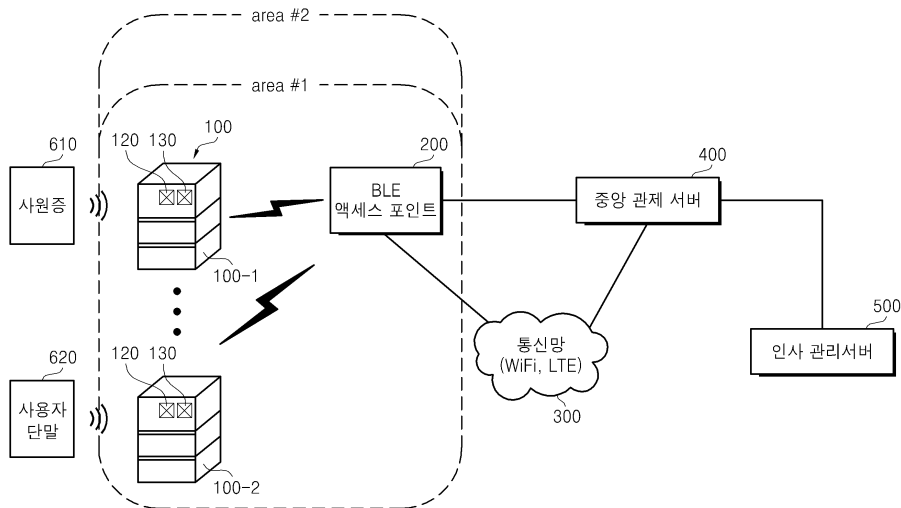 area #2
area #1
610
120
130
100
200
400
사원증
BLE
액세스 포인트
중앙 관제 서버
100-1
500
620
120
130
통신망
(WiFi, LTE)
인사 관리서버
사용자
단말
300
100-2